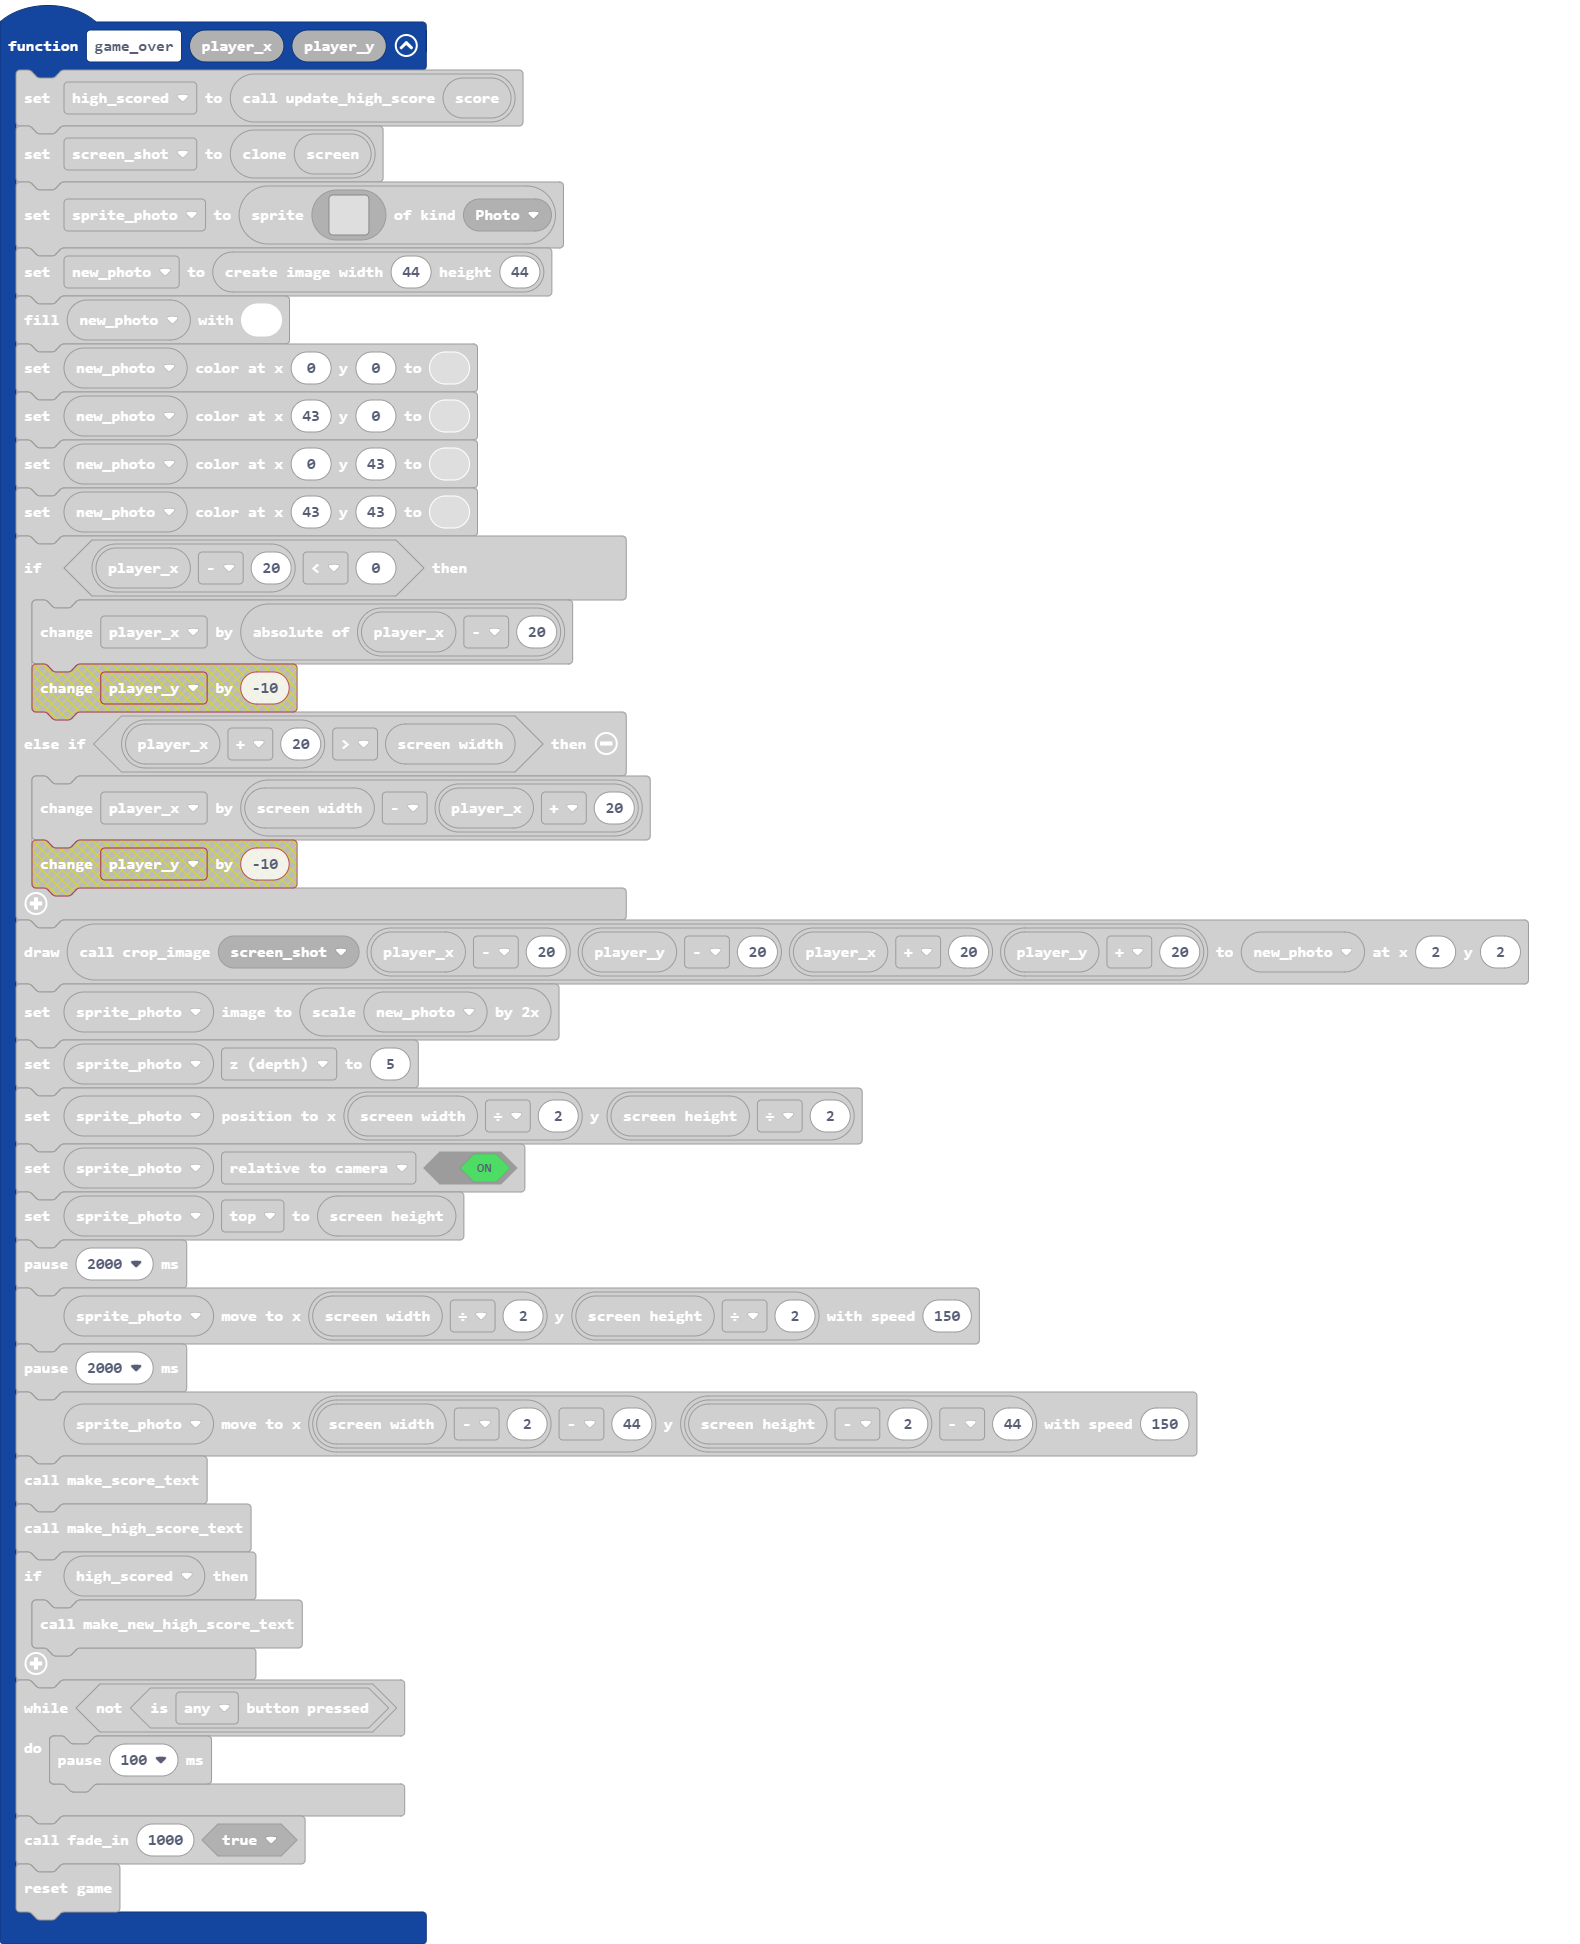 function game_over player_x player_y
set high_scored to call update_high_score score
set screen_shot to clone screen
set sprite_photo to sprite of kind Photo
set new_photo to create image width 44 height 44
fill new_photo with
set new_photo color at x 0 y 0 to
set new_photo color at x 43 y 0 to
set new_photo color at x 0 y 43 to
set new_photo color at x 43 y 43 to
if player_x - 20 < 0 then
change player_x by absolute of player_x - 20
change player_y by -10
else if player_x + 20 > screen width then
change player_x by screen width - player_x + 20
change player_y by -10
draw call crop_image screen_shot player_x - 20 player_y - 20 player_x + 20 player_y + 20 to new_photo at x 2 y 2
set sprite_photo image to scale new_photo by 2x
set sprite_photo z (depth) to 5
set sprite_photo position to x screen width ÷ 2 y screen height ÷ 2
set sprite_photo relative to camera ON
set sprite_photo top to screen height
pause 2000 ms
sprite_photo move to x screen width ÷ 2 y screen height ÷ 2 with speed 150
pause 2000 ms
sprite_photo move to x screen width - 2 - 44 y screen height - 2 - 44 with speed 150
call make_score_text
call make_high_score_text
if high_scored then
call make_new_high_score_text
while not is any button pressed
do pause 100 ms
call fade_in 1000 true
reset game